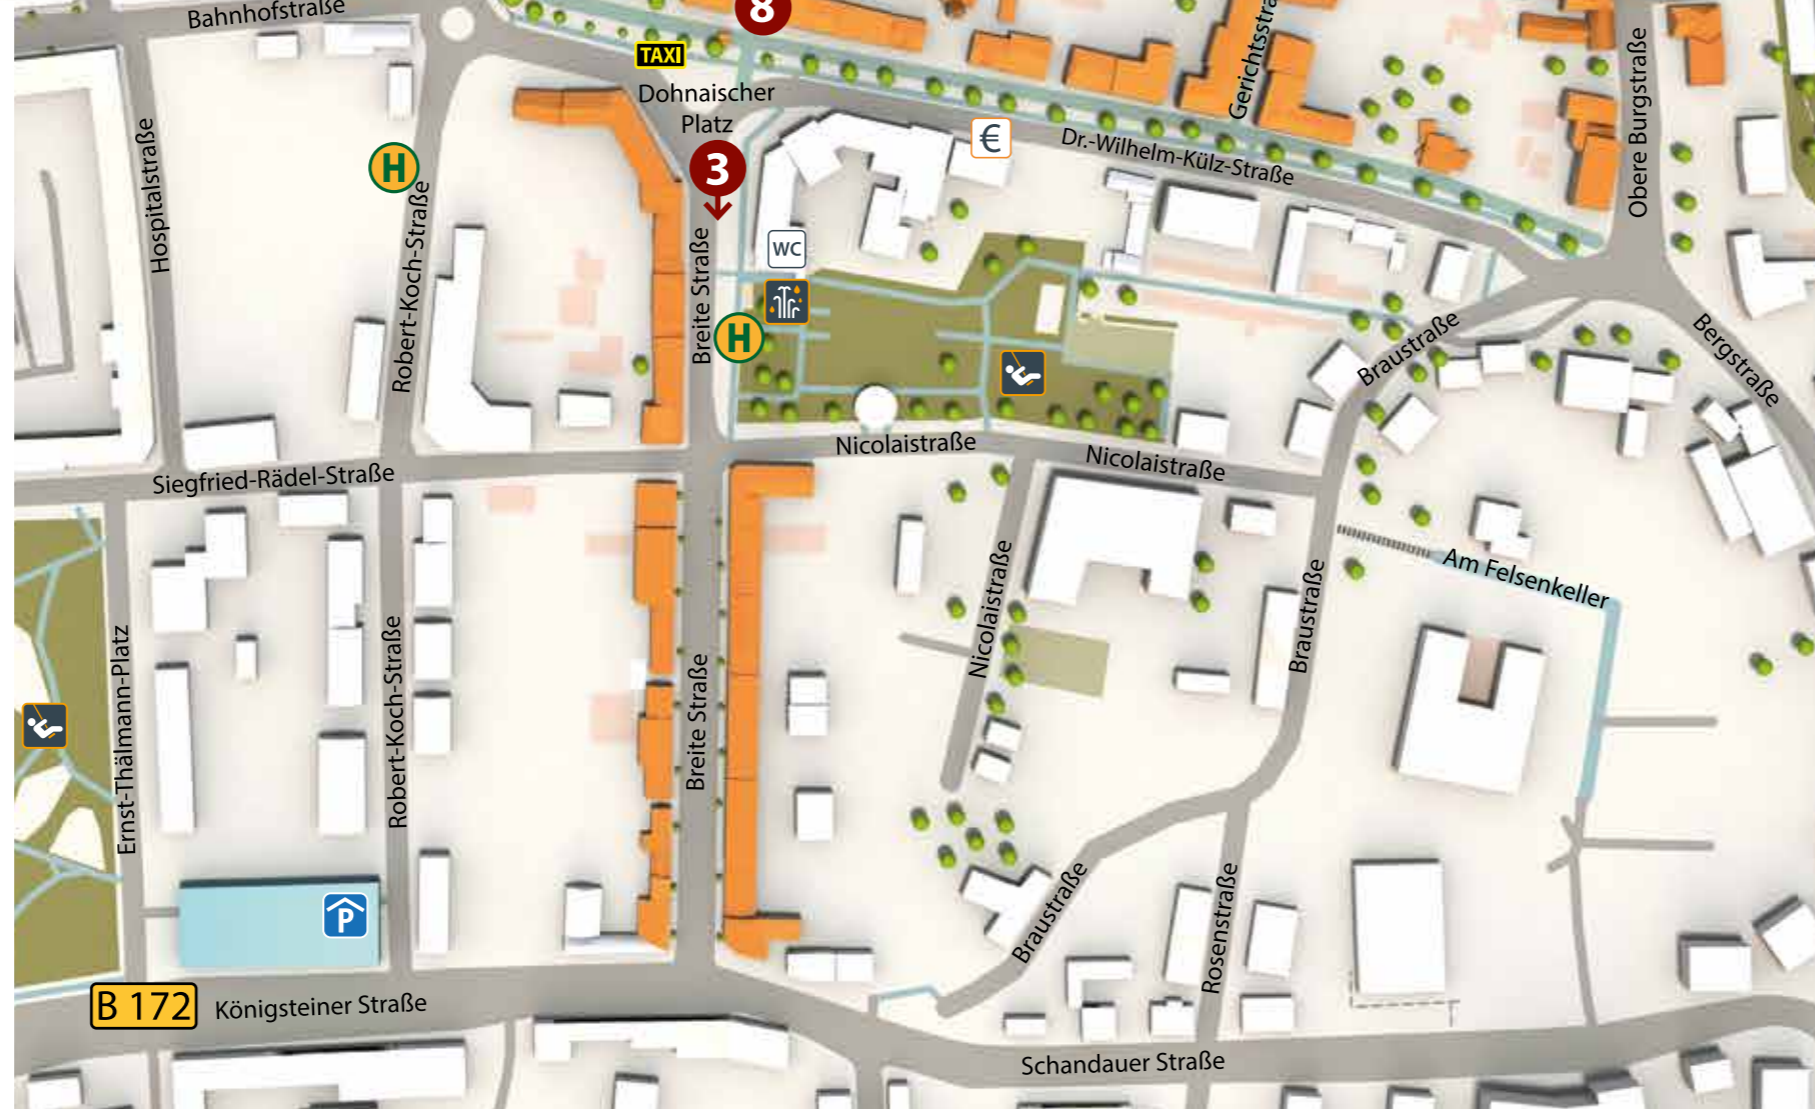 Bahnhofstraße
8
TAXI
Gerichtsstra
Obere Burgstraße
Dohnaischer
Platz
3
€
Dr.-Wilhelm-Külz-Straße
H
Hospitalstraße
Robert-Koch-Straße
Breite Straße
WC
H
Braustraße
Bergstraße
Nicolaistraße
Nicolaistraße
Siegfried-Rädel-Straße
Nicolaistraße
Braustraße
Am Felsenkeller
Ernst-Thälmann-Platz
Robert-Koch-Straße
Breite Straße
P
Braustraße
Rosenstraße
B 172
Königsteiner Straße
Schandauer Straße